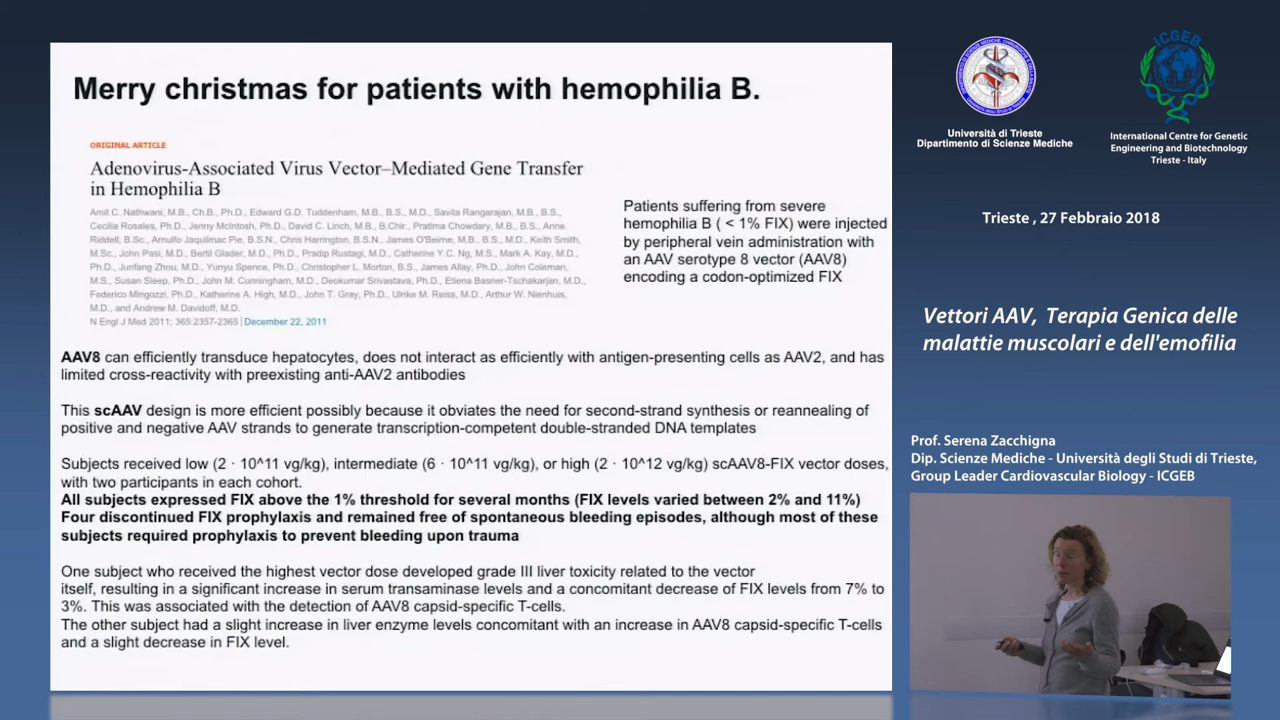 Merry christmas for patients with hemophilia B.
ORIGINAL ARTICLE
Adenovirus-Associated Virus Vector–Mediated Gene Transfer
in Hemophilia B
Amit C. Nathwani, M.B., Ch.B., Ph.D., Edward G.D. Tuddenham, M.B., B.S., M.D., Savita Rangarajan, M.B., B.S.,
Cecilia Rosales, Ph.D., Jenny McIntosh, Ph.D., David C. Linch, M.B., B.Chir., Pratima Chowdary, M.B., B.S., Anne
Riddell, B.Sc., Arnulfo Jaquilmac Pie, B.S.N., Chris Harrington, B.S.N., James O'Beirne, M.B., B.S., M.D., Keith Smith,
M.Sc., John Pasi, M.D., Bertil Glader, M.D., Ph.D., Pradip Rustagi, M.D., Catherine Y.C. Ng, M.S., Mark A. Kay, M.D.,
Ph.D., Junfang Zhou, M.D., Yunyu Spence, Ph.D., Christopher L. Morton, B.S., James Allay, Ph.D., John Coleman,
M.S., Susan Sleep, Ph.D., John M. Cunningham, M.D., Deokumar Srivastava, Ph.D., Etiena Basner-Tschakarjan, M.D.,
Federico Mingozzi, Ph.D., Katherine A. High, M.D., John T. Gray, Ph.D., Ulrike M. Reiss, M.D., Arthur W. Nienhuis,
M.D., and Andrew M. Davidoff, M.D.
N Engl J Med 2011; 365:2357-2365 | December 22, 2011
Patients suffering from severe
hemophilia B ( < 1% FIX) were injected
by peripheral vein administration with
an AAV serotype 8 vector (AAV8)
encoding a codon-optimized FIX
AAV8 can efficiently transduce hepatocytes, does not interact as efficiently with antigen-presenting cells as AAV2, and has
limited cross-reactivity with preexisting anti-AAV2 antibodies
This scAAV design is more efficient possibly because it obviates the need for second-strand synthesis or reannealing of
positive and negative AAV strands to generate transcription-competent double-stranded DNA templates
Subjects received low (2 · 10^11 vg/kg), intermediate (6 · 10^11 vg/kg), or high (2 · 10^12 vg/kg) scAAV8-FIX vector doses,
with two participants in each cohort.
All subjects expressed FIX above the 1% threshold for several months (FIX levels varied between 2% and 11%)
Four discontinued FIX prophylaxis and remained free of spontaneous bleeding episodes, although most of these
subjects required prophylaxis to prevent bleeding upon trauma
One subject who received the highest vector dose developed grade III liver toxicity related to the vector
itself, resulting in a significant increase in serum transaminase levels and a concomitant decrease of FIX levels from 7% to
3%. This was associated with the detection of AAV8 capsid-specific T-cells.
The other subject had a slight increase in liver enzyme levels concomitant with an increase in AAV8 capsid-specific T-cells
and a slight decrease in FIX level.
Università di Trieste
Dipartimento di Scienze Mediche
ICGEB
International Centre for Genetic
Engineering and Biotechnology
Trieste - Italy
Trieste , 27 Febbraio 2018
Vettori AAV, Terapia Genica delle
malattie muscolari e dell'emofilia
Prof. Serena Zacchigna
Dip. Scienze Mediche - Università degli Studi di Trieste,
Group Leader Cardiovascular Biology - ICGEB